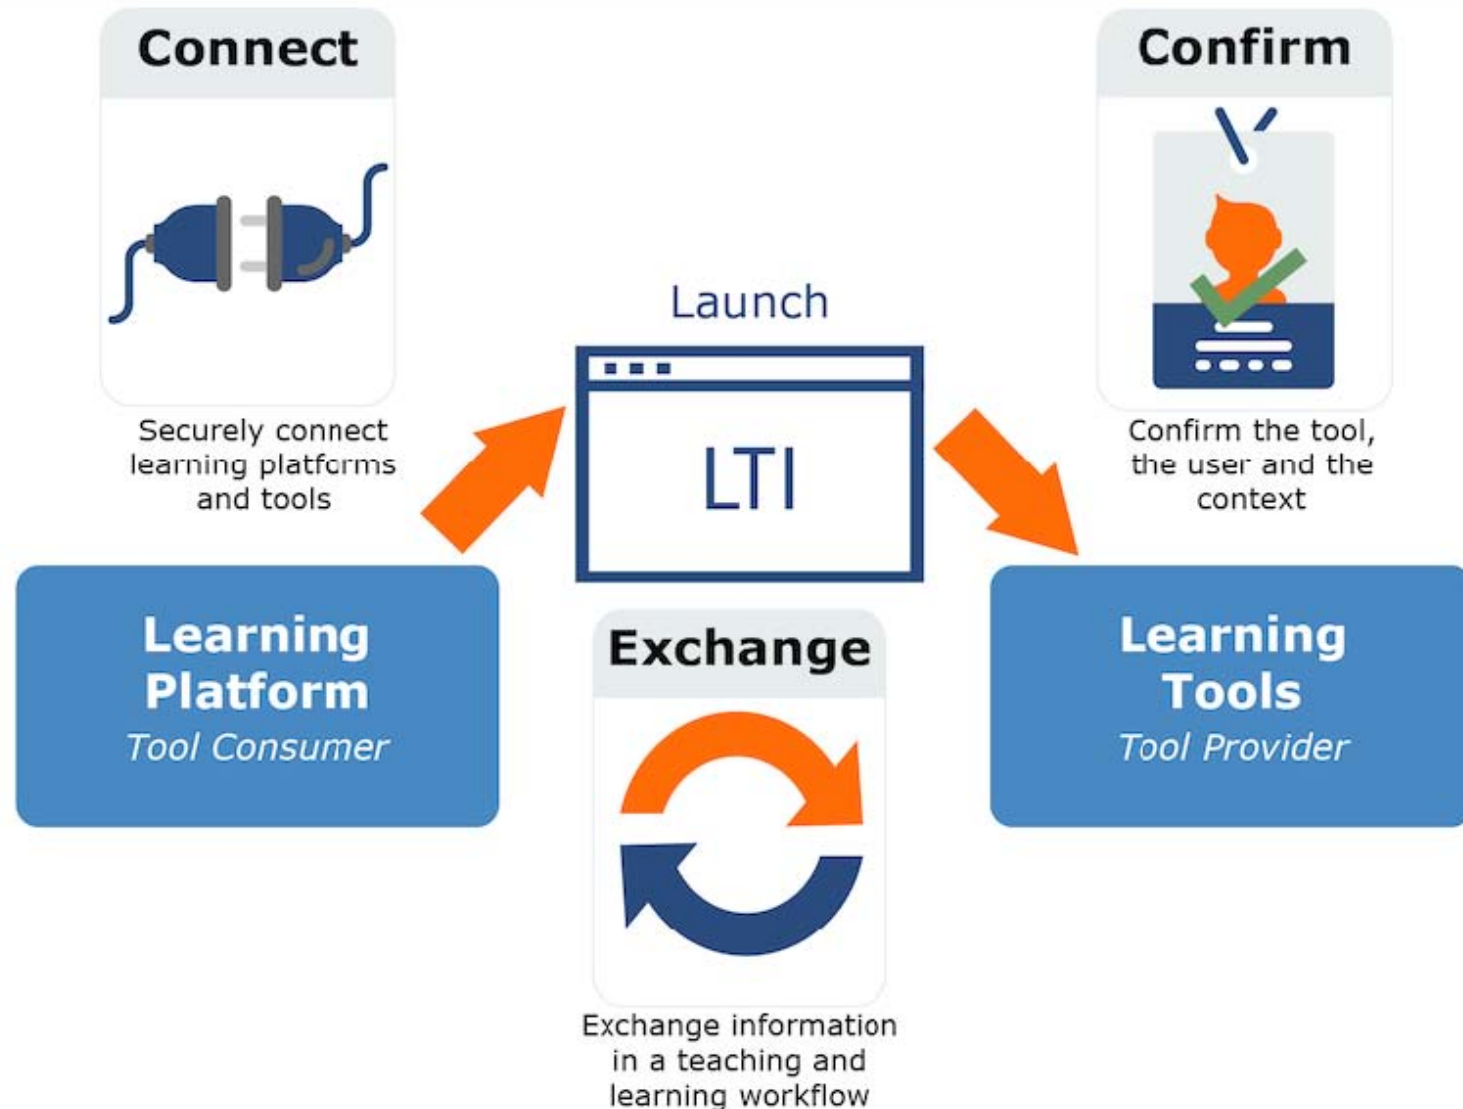 Connect
Securely connect
learning platforms
and tools
Launch
LTI
Confirm
Confirm the tool,
the user and the
context
Learning
Platform
Tool Consumer
Exchange
Exchange information
in a teaching and
learning workflow
Learning
Tools
Tool Provider